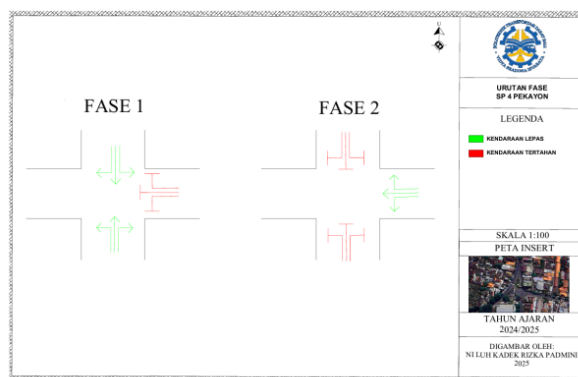 U
FASE 1
FASE 2
URUTAN FASE
SP 4 PEKAYON
LEGENDA
KENDARAAN LEPAS
KENDARAAN TERTAHAN
SKALA 1:100
PETA INSERT
TAHUN AJARAN
2024/2025
DIGAMBAR OLEH:
NI LUH KADEK RIZKA PADMINI
2025